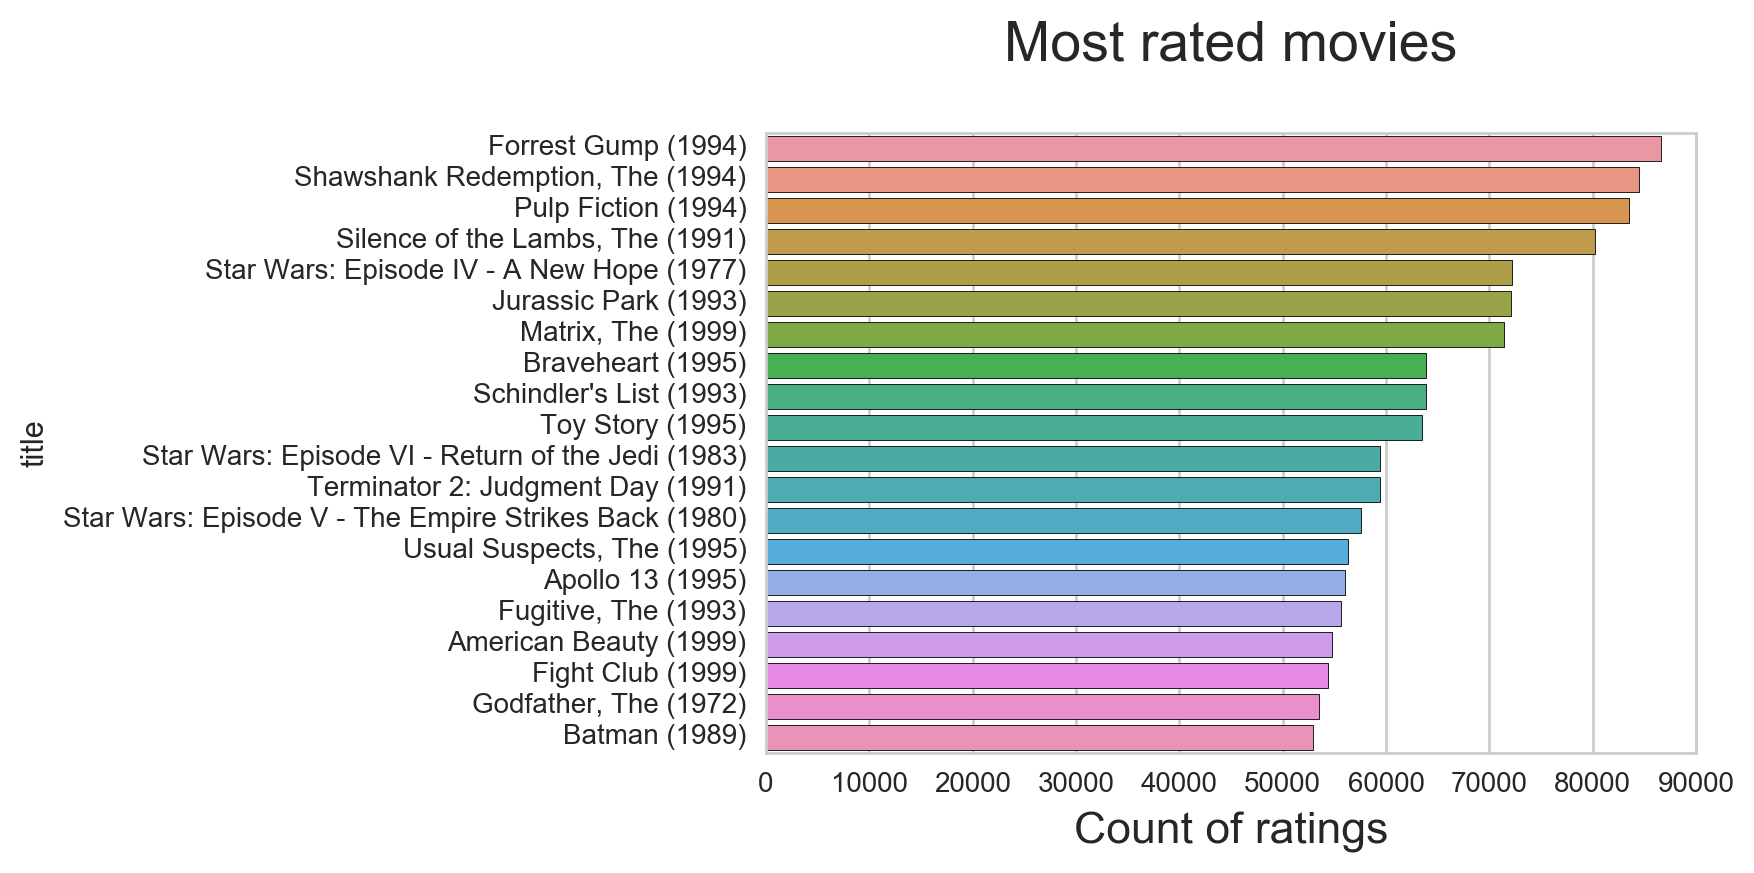 Most rated movies
Forrest Gump (1994)
Shawshank Redemption, The (1994)
Pulp Fiction (1994)
Silence of the Lambs, The (1991)
Star Wars: Episode IV - A New Hope (1977)
Jurassic Park (1993)
Matrix, The (1999)
Braveheart (1995)
Schindler's List (1993)
Toy Story (1995)
Star Wars: Episode VI - Return of the Jedi (1983)
Terminator 2: Judgment Day (1991)
Star Wars: Episode V - The Empire Strikes Back (1980)
Usual Suspects, The (1995)
Apollo 13 (1995)
Fugitive, The (1993)
American Beauty (1999)
Fight Club (1999)
Godfather, The (1972)
Batman (1989)
title
0 10000 20000 30000 40000 50000 60000 70000 80000 90000
Count of ratings